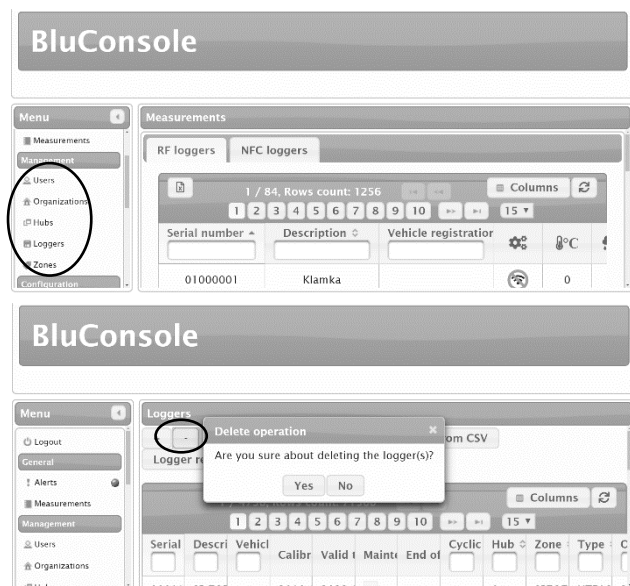 BluConsole
Menu
Measurements
Management
Users
Organizations
Hubs
Loggers
Zones
Configuration
Measurements
RF loggers NFC loggers
1 / 84, Rows count: 1256
Columns
1 2 3 4 5 6 7 8 9 10 15
Serial number Description Vehicle registration
°C
01000001 Klamka 0
BluConsole
Menu
Logout
General
! Alerts
Measurements
Management
Users
Organizations
Loggers
-
om CSV
Logger re
Delete operation
Are you sure about deleting the logger(s)?
Yes No
Columns
1 2 3 4 5 6 7 8 9 10 15
Serial Descri Vehicl Calibr Valid t Mainte End of Cyclic Hub Zone Type